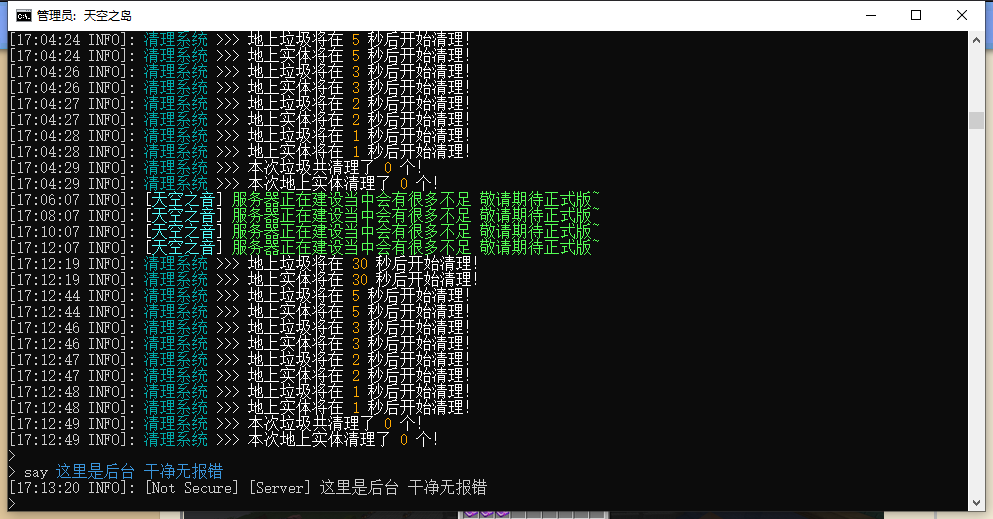 管理员: 天空之岛
[17:04:24 INFO]: 清理系统 >>> 地上垃圾将在 5 秒后开始清理!
[17:04:24 INFO]: 清理系统 >>> 地上实体将在 5 秒后开始清理!
[17:04:26 INFO]: 清理系统 >>> 地上垃圾将在 3 秒后开始清理!
[17:04:26 INFO]: 清理系统 >>> 地上实体将在 3 秒后开始清理!
[17:04:27 INFO]: 清理系统 >>> 地上垃圾将在 2 秒后开始清理!
[17:04:27 INFO]: 清理系统 >>> 地上实体将在 2 秒后开始清理!
[17:04:28 INFO]: 清理系统 >>> 地上垃圾将在 1 秒后开始清理!
[17:04:28 INFO]: 清理系统 >>> 地上实体将在 1 秒后开始清理!
[17:04:29 INFO]: 清理系统 >>> 本次垃圾共清理了 0 个!
[17:04:29 INFO]: 清理系统 >>> 本次地上实体清理了 0 个!
[17:06:07 INFO]: [天空之音] 服务器正在建设当中会有很多不足 敬请期待正式版~
[17:08:07 INFO]: [天空之音] 服务器正在建设当中会有很多不足 敬请期待正式版~
[17:10:07 INFO]: [天空之音] 服务器正在建设当中会有很多不足 敬请期待正式版~
[17:12:07 INFO]: [天空之音] 服务器正在建设当中会有很多不足 敬请期待正式版~
[17:12:19 INFO]: 清理系统 >>> 地上垃圾将在 30 秒后开始清理!
[17:12:19 INFO]: 清理系统 >>> 地上实体将在 30 秒后开始清理!
[17:12:44 INFO]: 清理系统 >>> 地上垃圾将在 5 秒后开始清理!
[17:12:44 INFO]: 清理系统 >>> 地上实体将在 5 秒后开始清理!
[17:12:46 INFO]: 清理系统 >>> 地上垃圾将在 3 秒后开始清理!
[17:12:46 INFO]: 清理系统 >>> 地上实体将在 3 秒后开始清理!
[17:12:47 INFO]: 清理系统 >>> 地上垃圾将在 2 秒后开始清理!
[17:12:47 INFO]: 清理系统 >>> 地上实体将在 2 秒后开始清理!
[17:12:48 INFO]: 清理系统 >>> 地上垃圾将在 1 秒后开始清理!
[17:12:48 INFO]: 清理系统 >>> 地上实体将在 1 秒后开始清理!
[17:12:49 INFO]: 清理系统 >>> 本次垃圾共清理了 0 个!
[17:12:49 INFO]: 清理系统 >>> 本次地上实体清理了 0 个!
>
> say 这里是后台 干净无报错
[17:13:20 INFO]: [Not Secure] [Server] 这里是后台 干净无报错
>